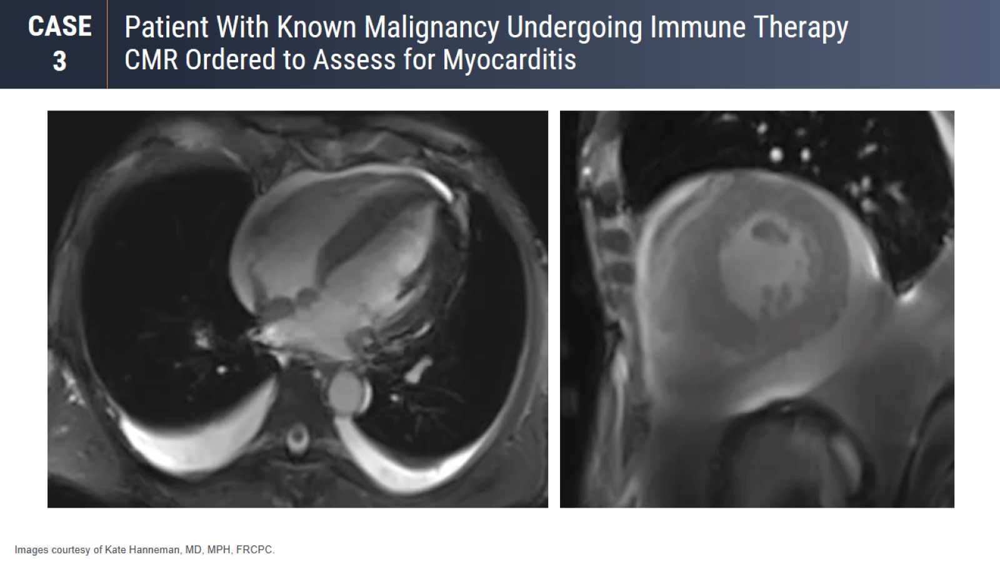 CASE
3
Patient With Known Malignancy Undergoing Immune Therapy
CMR Ordered to Assess for Myocarditis
Images courtesy of Kate Hanneman, MD, MPH, FRCPC.